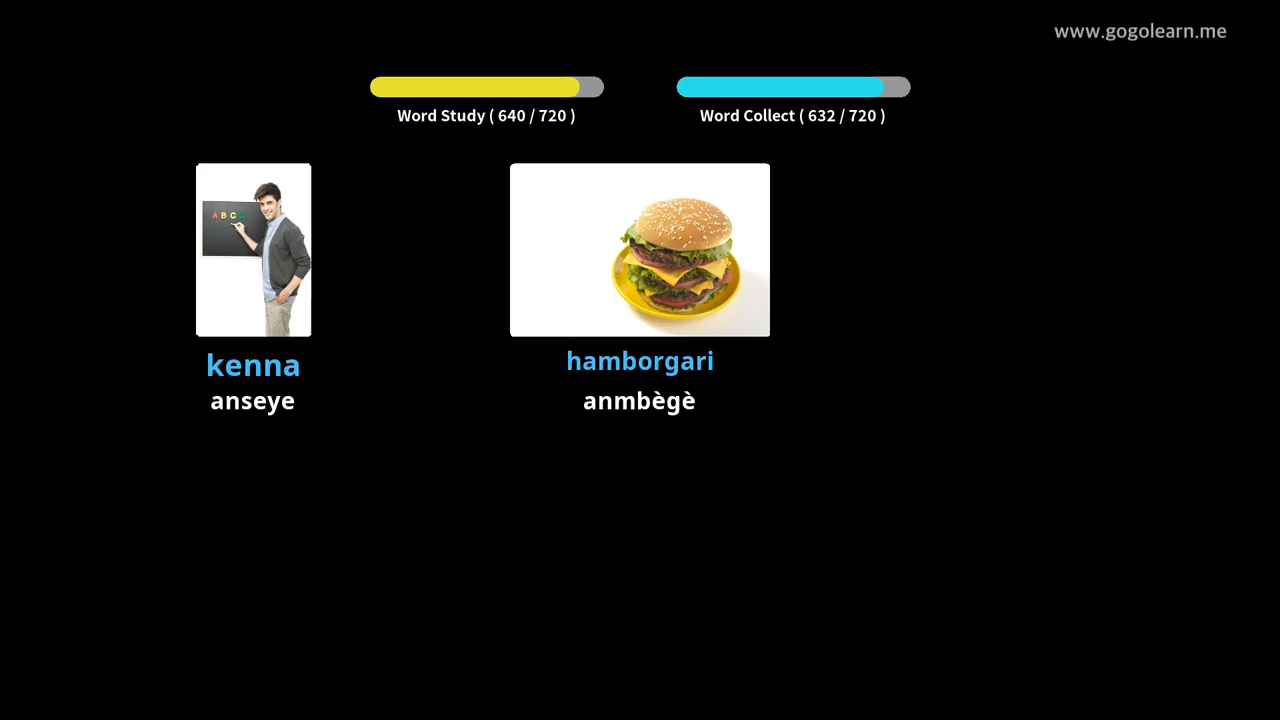 www.gogolearn.me
Word Study ( 640 / 720 )
Word Collect ( 632 / 720 )
A B C D
kenna
anseye
hamborgari
anmbègè